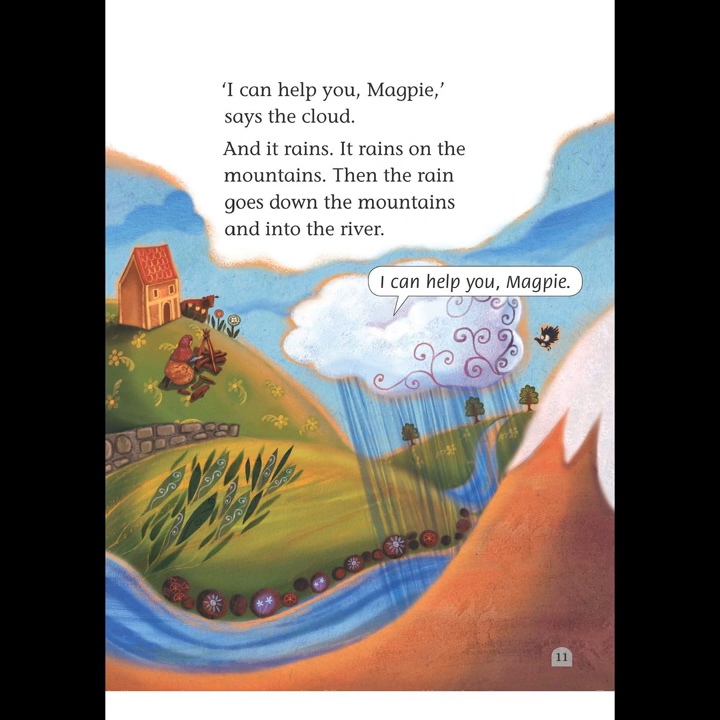 ‘I can help you, Magpie,’
says the cloud.
And it rains. It rains on the
mountains. Then the rain
goes down the mountains
and into the river.
I can help you, Magpie.
11